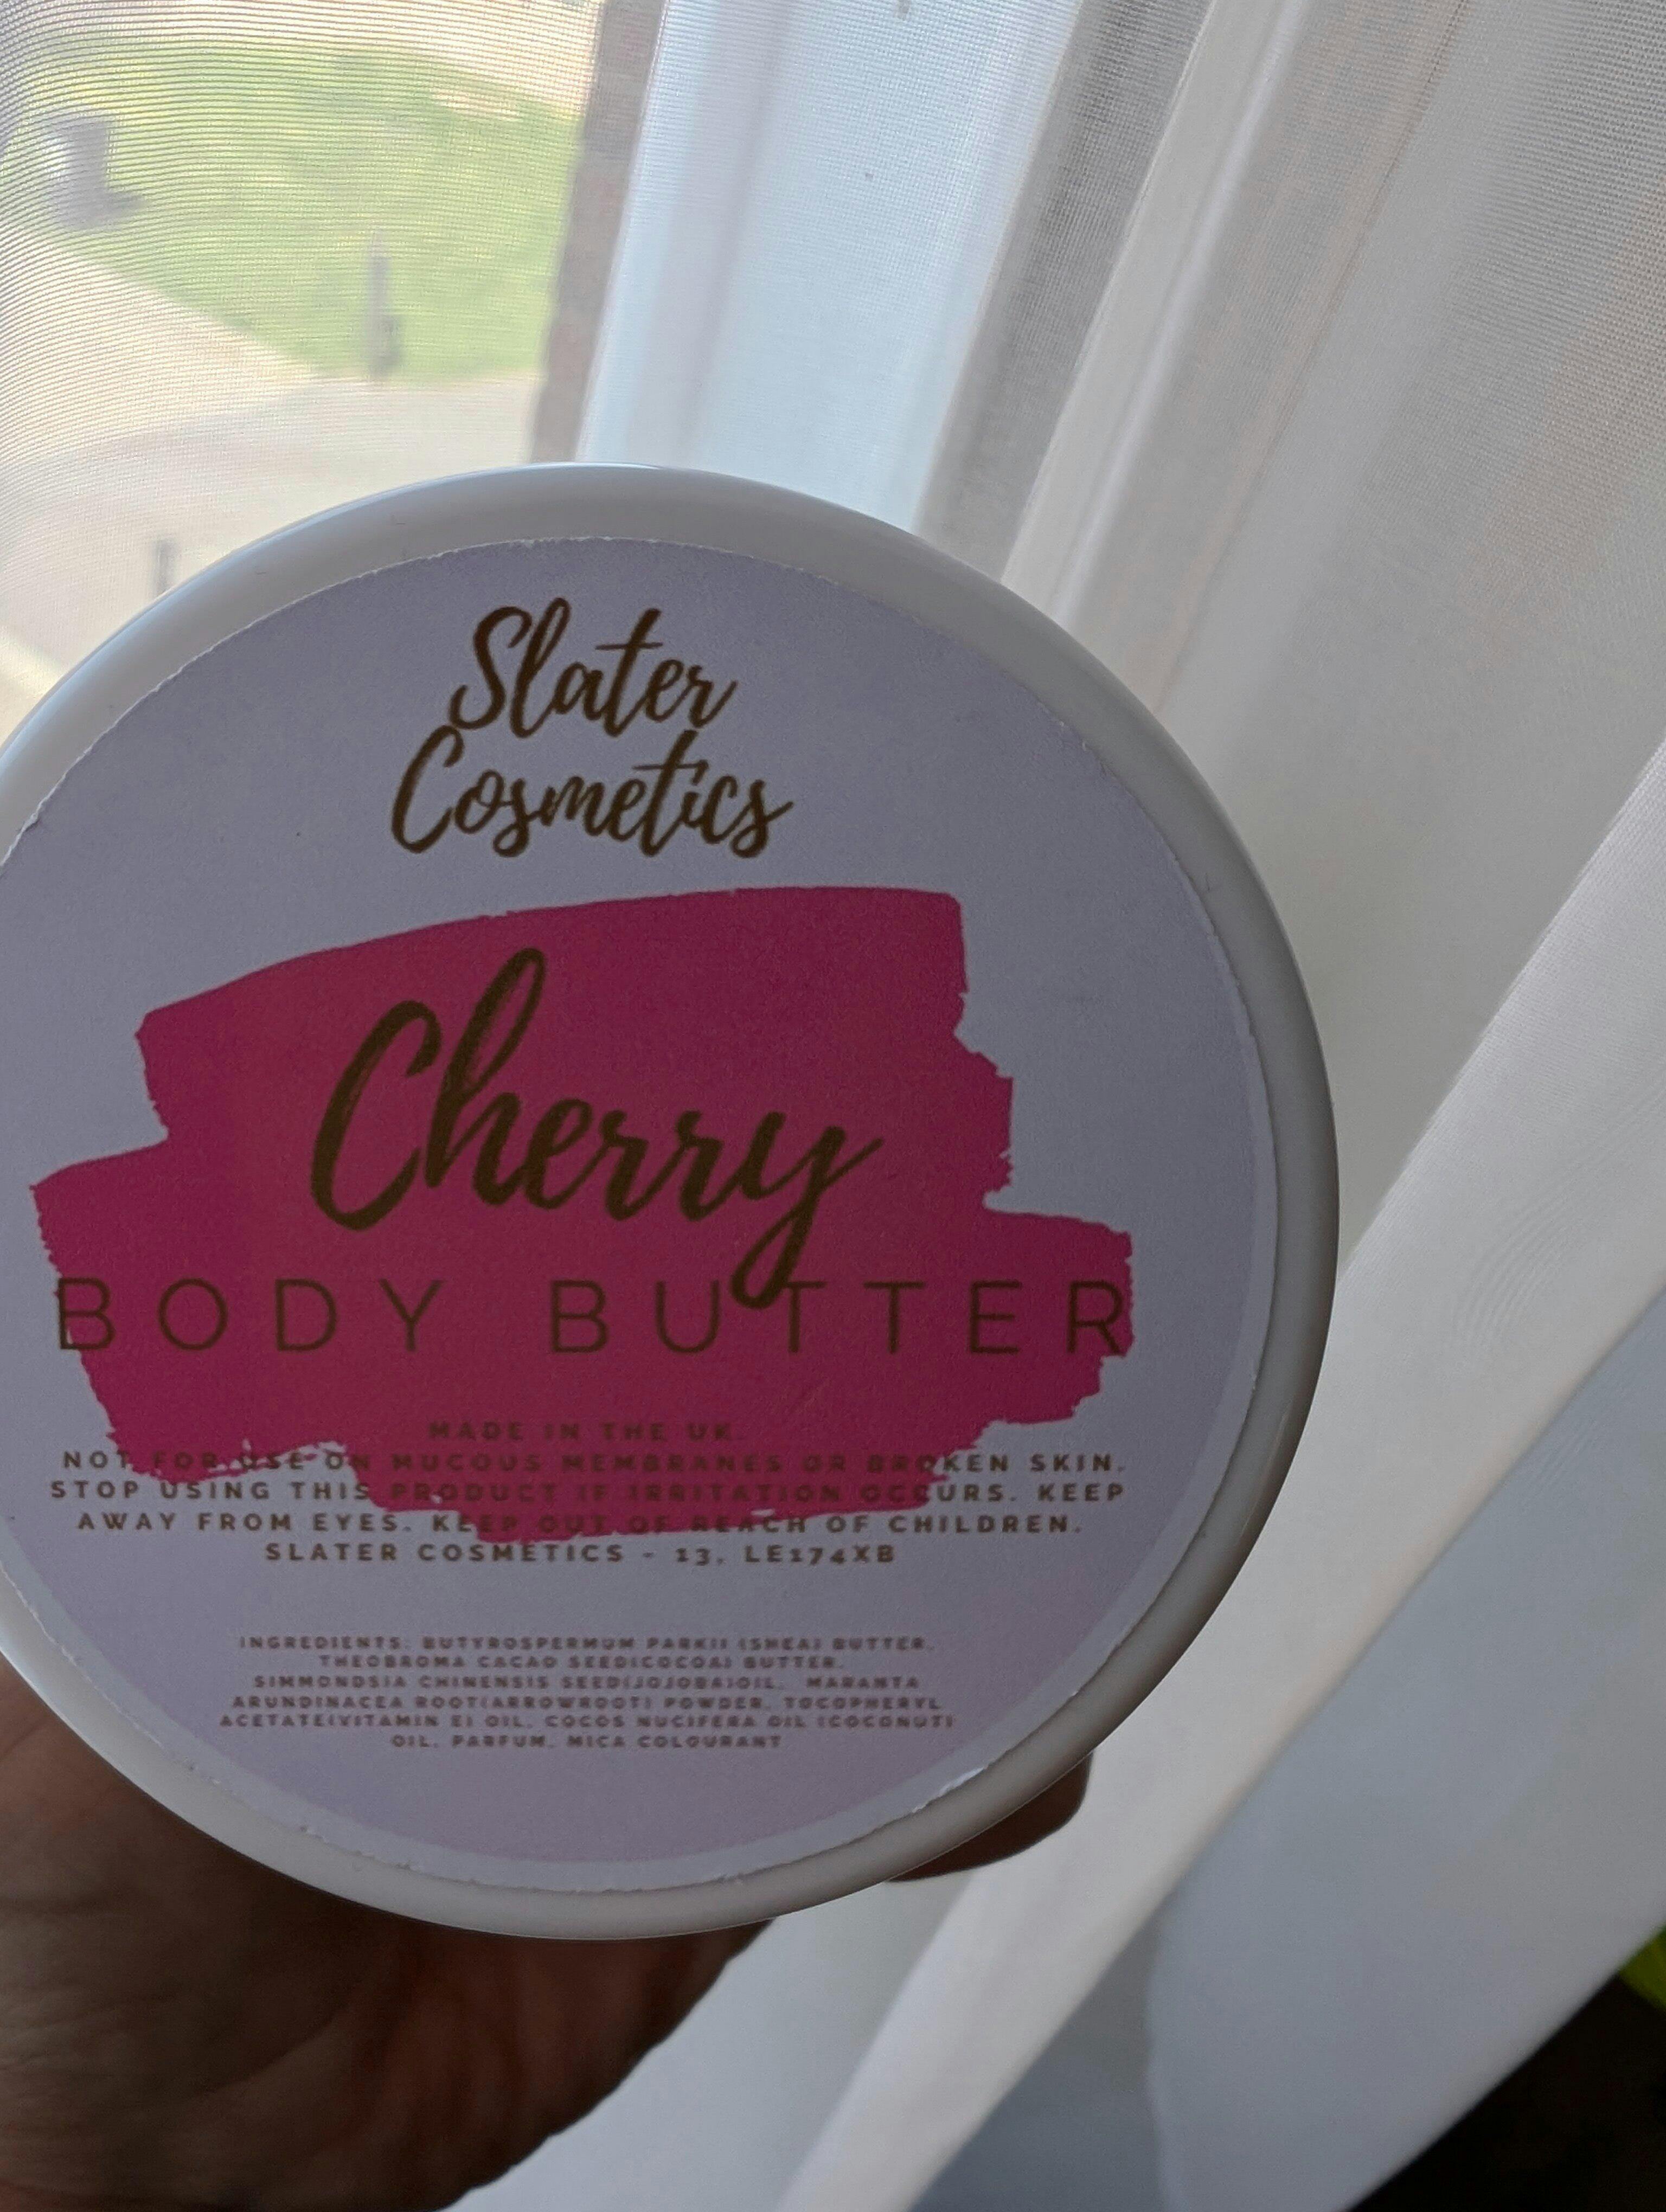 Slater
Cosmetics
Cherry
BODY BUTTER
MADE IN THE UK.
NOT FOR USE ON MUCOUS MEMBRANES OR BROKEN SKIN.
STOP USING THIS PRODUCT IF IRRITATION OCCURS. KEEP
AWAY FROM EYES. KEEP OUT OF REACH OF CHILDREN.
SLATER COSMETICS - 13, LE174XB
INGREDIENTS: BUTYROSPERMUM PARKII (SHEA) BUTTER,
THEOBROMA CACAO SEED(COCOA) BUTTER,
SIMMONDSIA CHINENSIS SEED(JOJOBA)OIL, MARANTA
ARUNDINACEA ROOT(ARROWROOT) POWDER, TOCOPHERYL
ACETATE(VITAMIN E) OIL, COCOS NUCIFERA OIL (COCONUT)
OIL, PARFUM, MICA COLOURANT